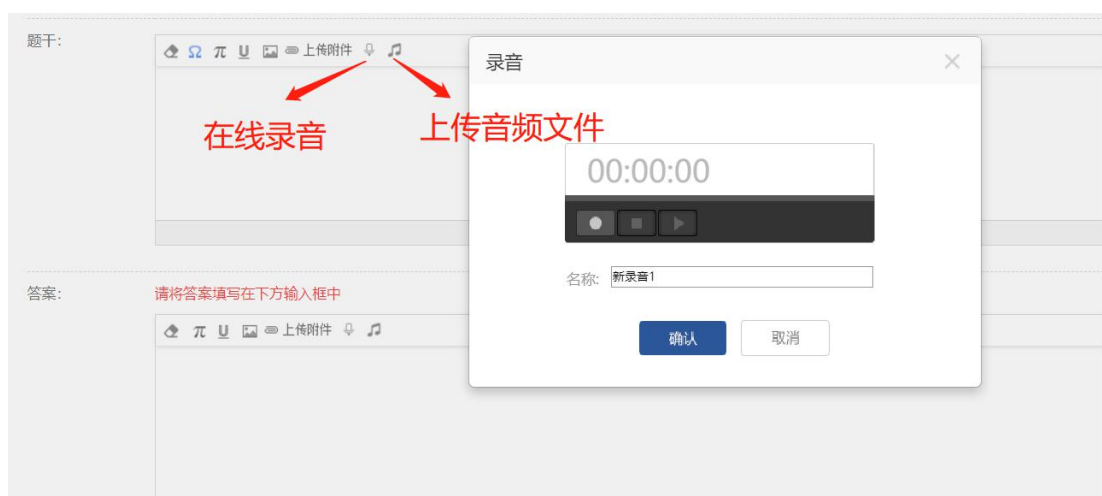 题干:
Ω π U 上传附件
录音
在线录音
上传音频文件
00:00:00
名称: 新录音1
确认 取消
答案:
请将答案填写在下方输入框中
π U 上传附件